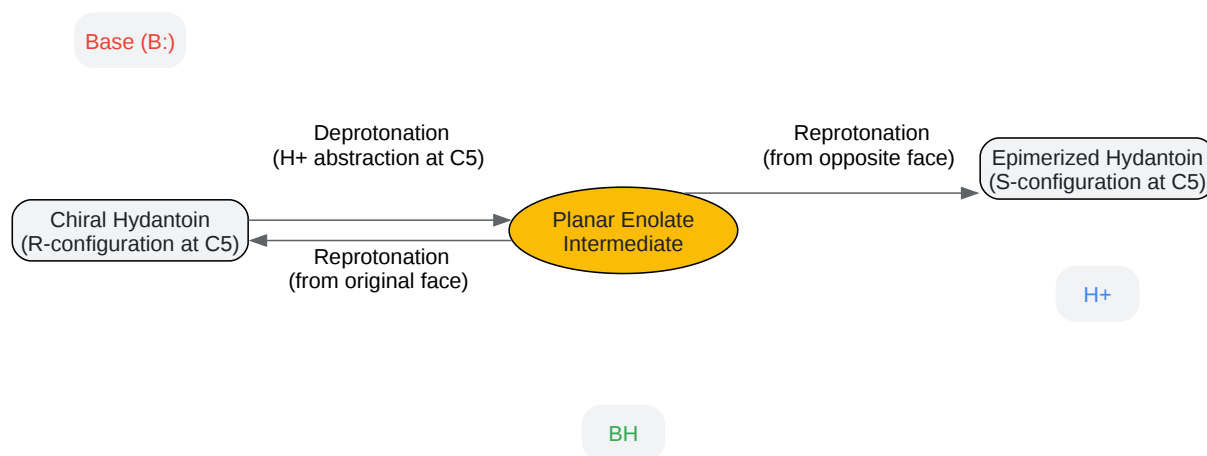 Base (B:)
Deprotonation
(H+ abstraction at C5)
Reprotonation
(from opposite face)
Epimerized Hydantoin
(S-configuration at C5)
Chiral Hydantoin
(R-configuration at C5)
Planar Enolate
Intermediate
Reprotonation
(from original face)
H+
BH